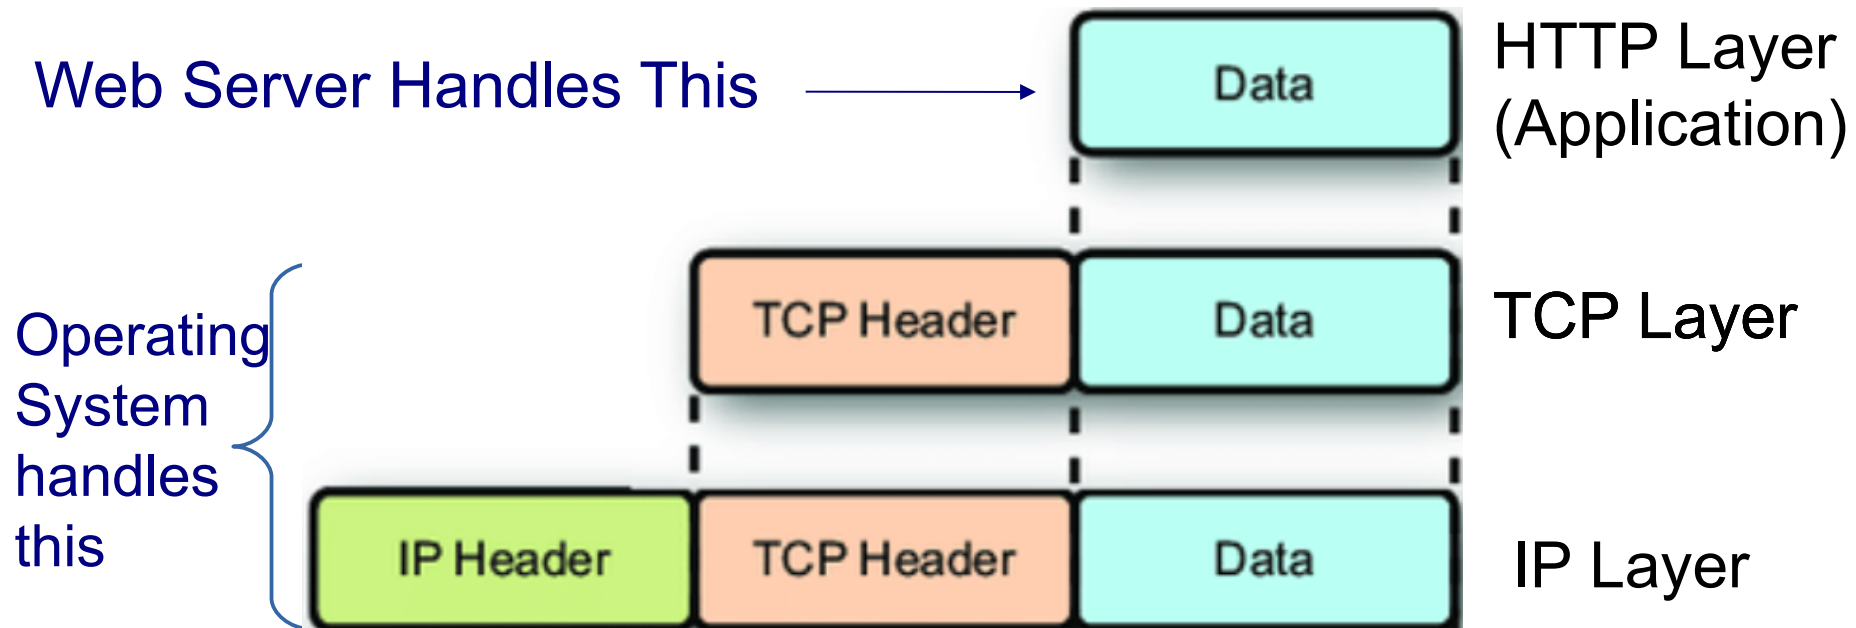 Web Server Handles This
Data
HTTP Layer
(Application)
Operating
System
handles
this
TCP Header
Data
TCP Layer
IP Header
TCP Header
Data
IP Layer